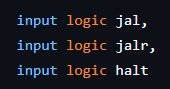 input logic jal,
input logic jalr,
input logic halt